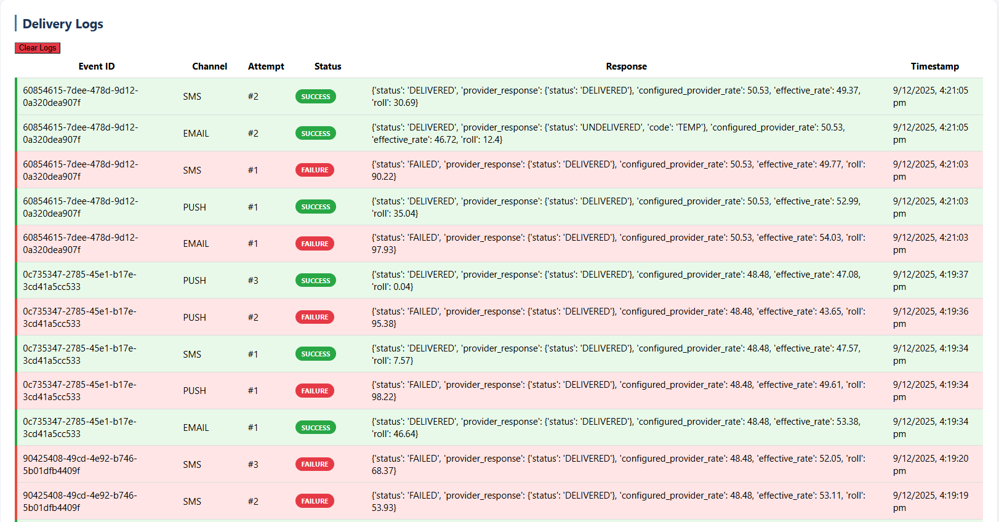 Delivery Logs
Clear Logs
Event ID Channel Attempt Status Response Timestamp
60854615-7dee-478d-9d12-0a320dea907f SMS #2 SUCCESS {'status': 'DELIVERED', 'provider_response': {'status': 'DELIVERED'}, 'configured_provider_rate': 50.53, 'effective_rate': 49.37, 'roll': 30.69} 9/12/2025, 4:21:05 pm
60854615-7dee-478d-9d12-0a320dea907f EMAIL #2 SUCCESS {'status': 'DELIVERED', 'provider_response': {'status': 'UNDELIVERED', 'code': 'TEMP'}, 'configured_provider_rate': 50.53, 'effective_rate': 46.72, 'roll': 12.4} 9/12/2025, 4:21:05 pm
60854615-7dee-478d-9d12-0a320dea907f SMS #1 FAILURE {'status': 'FAILED', 'provider_response': {'status': 'DELIVERED'}, 'configured_provider_rate': 50.53, 'effective_rate': 49.77, 'roll': 90.22} 9/12/2025, 4:21:03 pm
60854615-7dee-478d-9d12-0a320dea907f PUSH #1 SUCCESS {'status': 'DELIVERED', 'provider_response': {'status': 'DELIVERED'}, 'configured_provider_rate': 50.53, 'effective_rate': 52.99, 'roll': 35.04} 9/12/2025, 4:21:03 pm
60854615-7dee-478d-9d12-0a320dea907f EMAIL #1 FAILURE {'status': 'FAILED', 'provider_response': {'status': 'DELIVERED'}, 'configured_provider_rate': 50.53, 'effective_rate': 54.03, 'roll': 97.93} 9/12/2025, 4:21:03 pm
0c735347-2785-45e1-b17e-3cd41a5cc533 PUSH #3 SUCCESS {'status': 'DELIVERED', 'provider_response': {'status': 'DELIVERED'}, 'configured_provider_rate': 48.48, 'effective_rate': 47.08, 'roll': 0.04} 9/12/2025, 4:19:37 pm
0c735347-2785-45e1-b17e-3cd41a5cc533 PUSH #2 FAILURE {'status': 'FAILED', 'provider_response': {'status': 'DELIVERED'}, 'configured_provider_rate': 48.48, 'effective_rate': 43.65, 'roll': 95.38} 9/12/2025, 4:19:36 pm
0c735347-2785-45e1-b17e-3cd41a5cc533 SMS #1 SUCCESS {'status': 'DELIVERED', 'provider_response': {'status': 'DELIVERED'}, 'configured_provider_rate': 48.48, 'effective_rate': 47.57, 'roll': 7.57} 9/12/2025, 4:19:34 pm
0c735347-2785-45e1-b17e-3cd41a5cc533 PUSH #1 FAILURE {'status': 'FAILED', 'provider_response': {'status': 'DELIVERED'}, 'configured_provider_rate': 48.48, 'effective_rate': 49.61, 'roll': 98.22} 9/12/2025, 4:19:34 pm
0c735347-2785-45e1-b17e-3cd41a5cc533 EMAIL #1 SUCCESS {'status': 'DELIVERED', 'provider_response': {'status': 'DELIVERED'}, 'configured_provider_rate': 48.48, 'effective_rate': 53.38, 'roll': 46.64} 9/12/2025, 4:19:34 pm
90425408-49cd-4e92-b746-5b01dfb4409f SMS #3 FAILURE {'status': 'FAILED', 'provider_response': {'status': 'DELIVERED'}, 'configured_provider_rate': 48.48, 'effective_rate': 52.05, 'roll': 68.37} 9/12/2025, 4:19:20 pm
90425408-49cd-4e92-b746-5b01dfb4409f SMS #2 FAILURE {'status': 'FAILED', 'provider_response': {'status': 'DELIVERED'}, 'configured_provider_rate': 48.48, 'effective_rate': 53.11, 'roll': 53.93} 9/12/2025, 4:19:19 pm